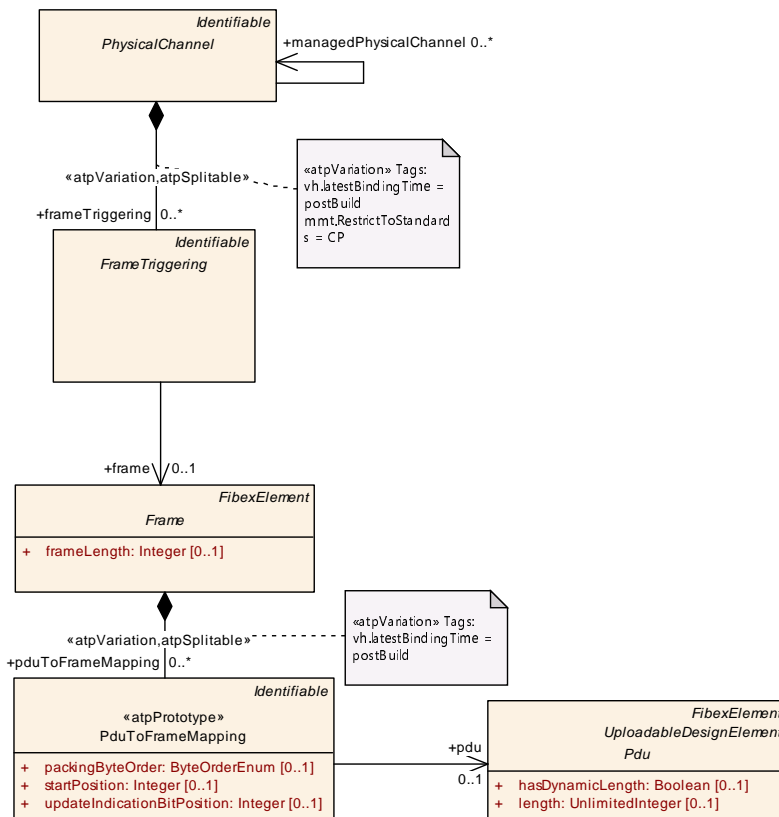 Identifiable
PhysicalChannel
+managedPhysicalChannel 0..*
«atpVariation,atpSplitable»
«atpVariation» Tags:
vh.latestBindingTime =
postBuild
mmt.RestrictToStandard
s = CP
+frameTriggering 0..*
Identifiable
FrameTriggering
+frame 0..1
FibexElement
Frame
+ frameLength: Integer [0..1]
«atpVariation,atpSplitable»
«atpVariation» Tags:
vh.latestBindingTime =
postBuild
+pduToFrameMapping 0..*
Identifiable
«atpPrototype»
PduToFrameMapping
+ packingByteOrder: ByteOrderEnum [0..1]
+ startPosition: Integer [0..1]
+ updateIndicationBitPosition: Integer [0..1]
+pdu
0..1
FibexElement
UploadableDesignElement
Pdu
+ hasDynamicLength: Boolean [0..1]
+ length: UnlimitedInteger [0..1]